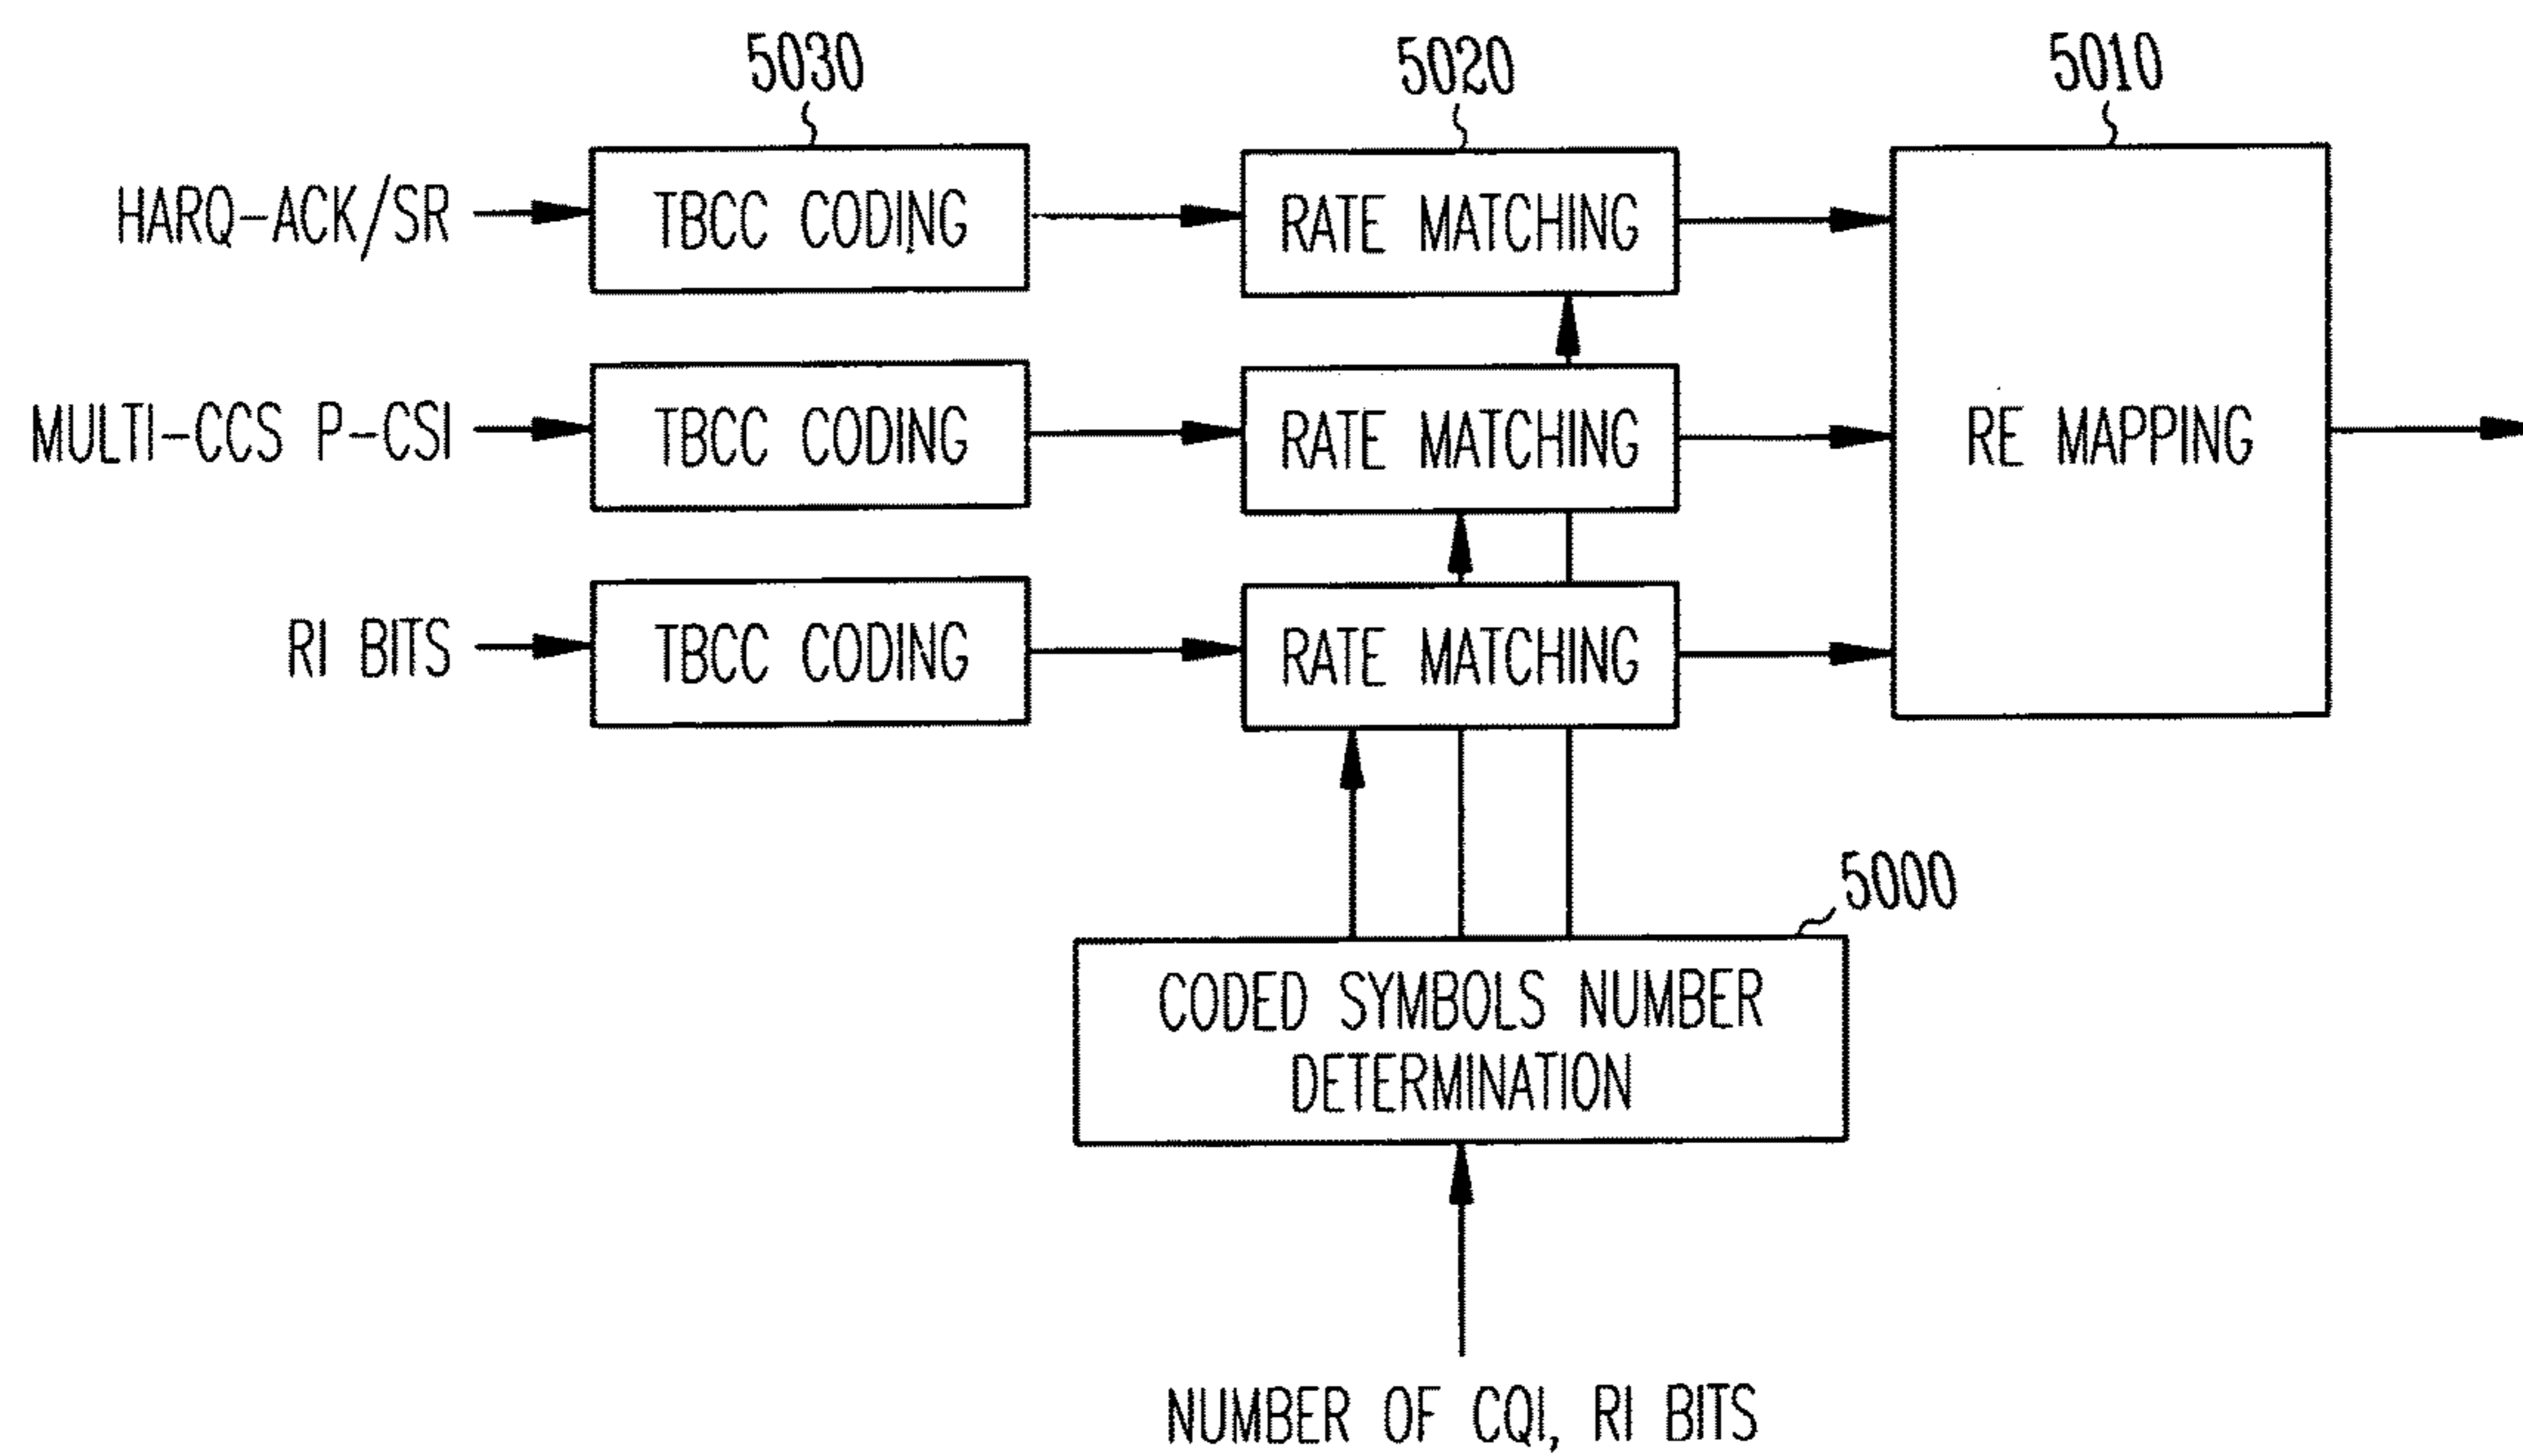 5030
5020
5010
HARQ-ACK/SR
TBCC CODING
RATE MATCHING
MULTI-CCS P-CSI
TBCC CODING
RATE MATCHING
RE MAPPING
RI BITS
TBCC CODING
RATE MATCHING
5000
CODED SYMBOLS NUMBER
DETERMINATION
NUMBER OF CQI, RI BITS